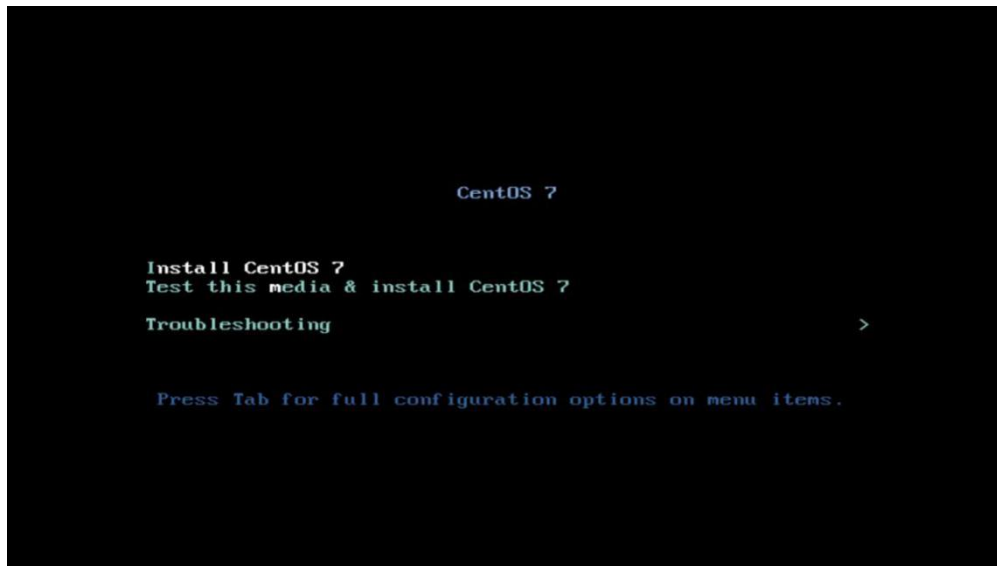 CentOS 7
Install CentOS 7
Test this media & install CentOS 7
Troubleshooting >
Press Tab for full configuration options on menu items.